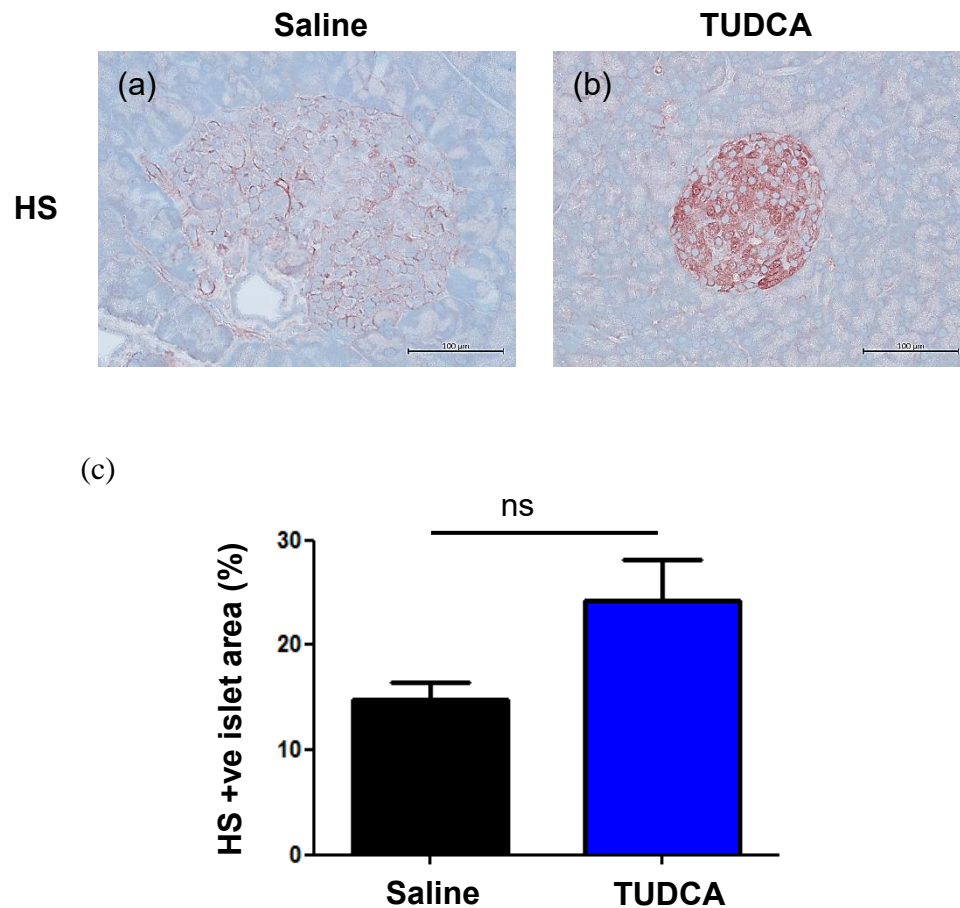 Saline TUDCA
(a) (b)
HS
100 µm 100 µm
(c)
ns
HS +ve islet area (%)
30
20
10
0
Saline TUDCA